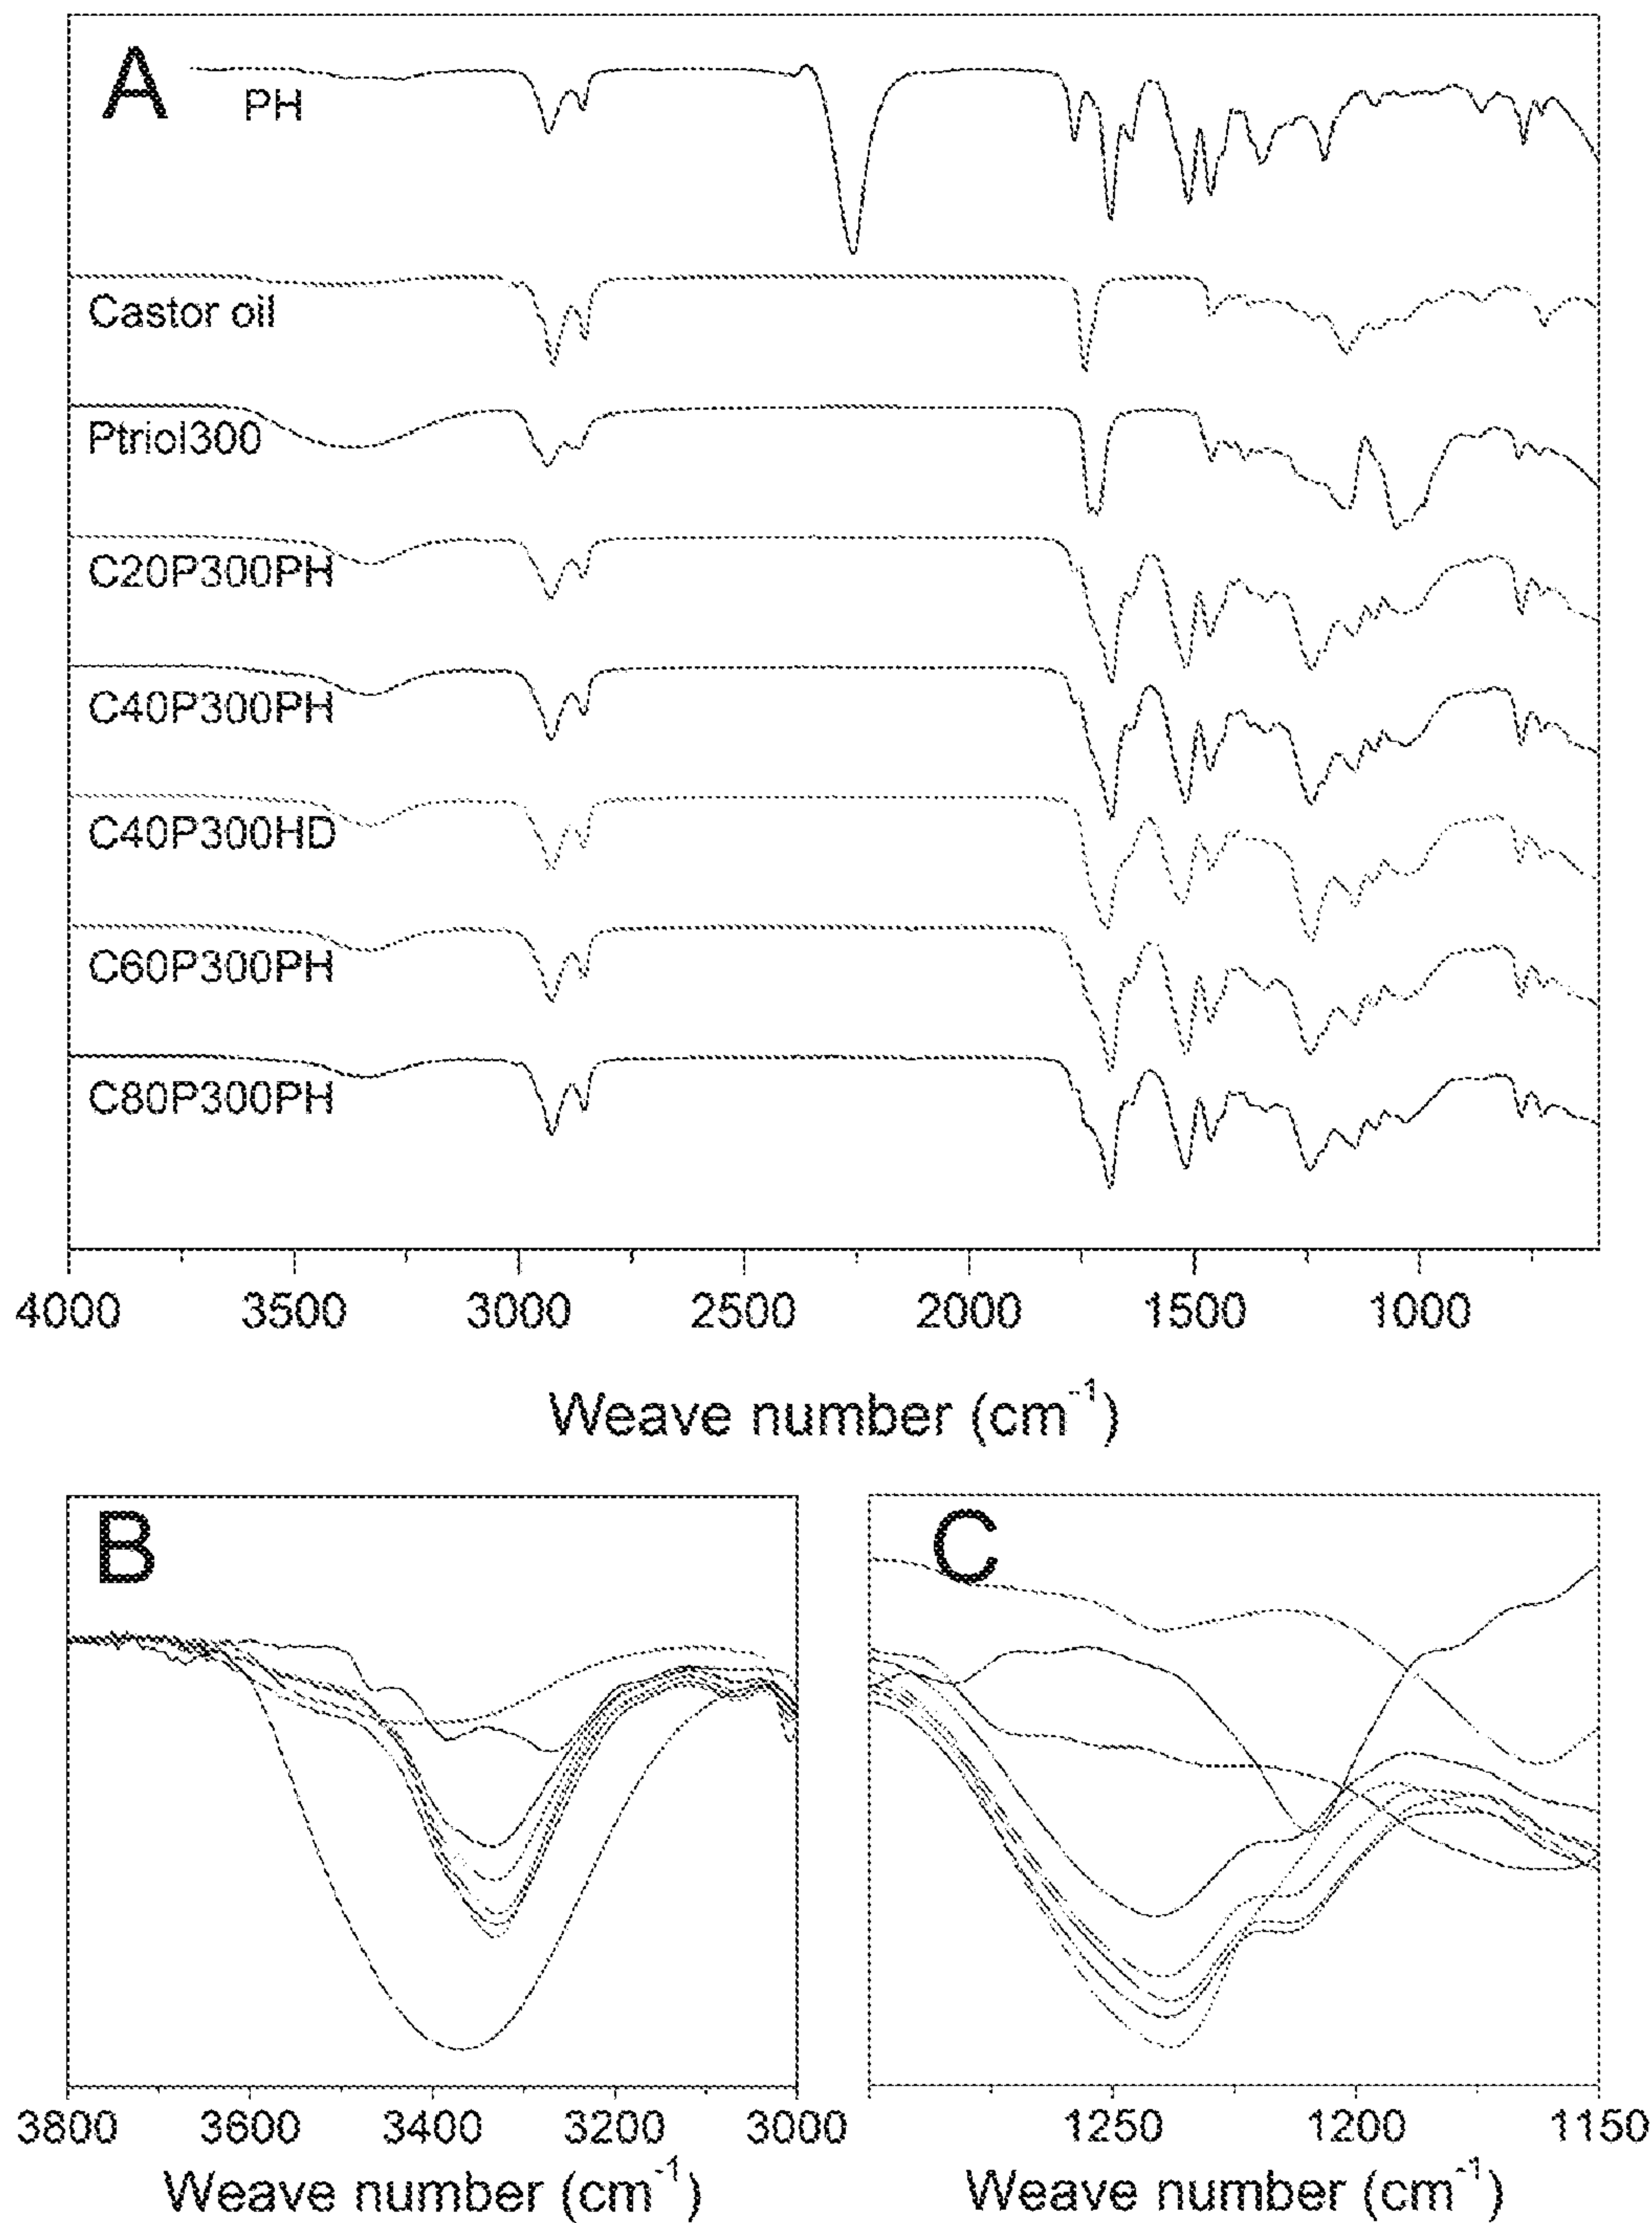 A
PH
Castor oil
Ptriol300
C20P300PH
C40P300PH
C40P300HD
C60P300PH
C80P300PH
4000 3500 3000 2500 2000 1500 1000
Weave number (cm⁻¹)
B
C
3800 3600 3400 3200 3000
1250 1200 1150
Weave number (cm⁻¹)
Weave number (cm⁻¹)